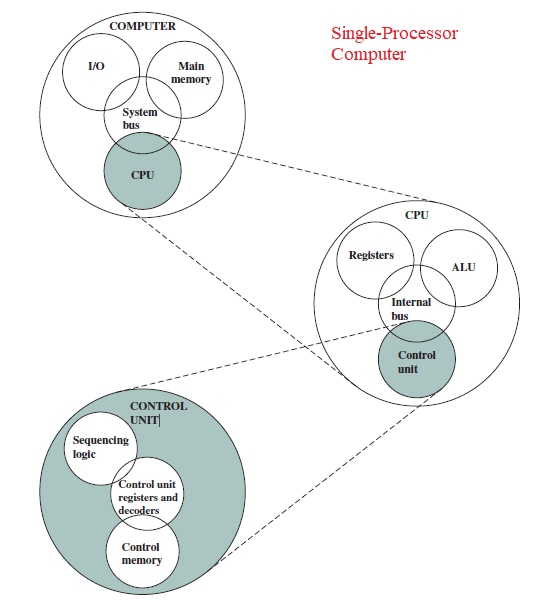 COMPUTER
Single-Processor
Computer
I/O
Main
memory
System
bus
CPU
CPU
Registers
ALU
Internal
bus
Control
unit
CONTROL
UNIT
Sequencing
logic
Control unit
registers and
decoders
Control
memory